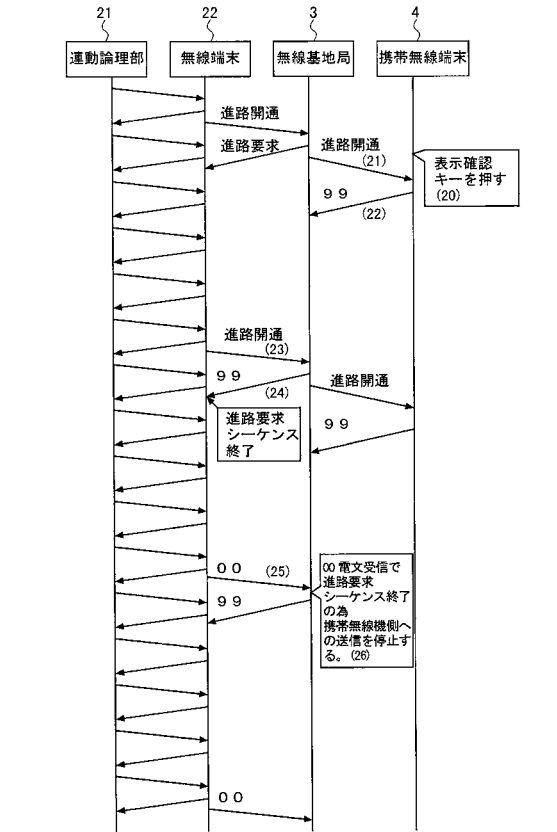 21
22
3
4
連動論理部
無線端末
無線基地局
携帯無線端末
進路開通
進路要求
進路開通
(21)
表示確認
キーを押す
(20)
99
(22)
進路開通
(23)
99
(24)
進路開通
進路要求
シーケンス
終了
99
00
(25)
99
00電文受信で
進路要求
シーケンス終了
の為
携帯無線機側へ
の送信を停止す
る。(26)
00